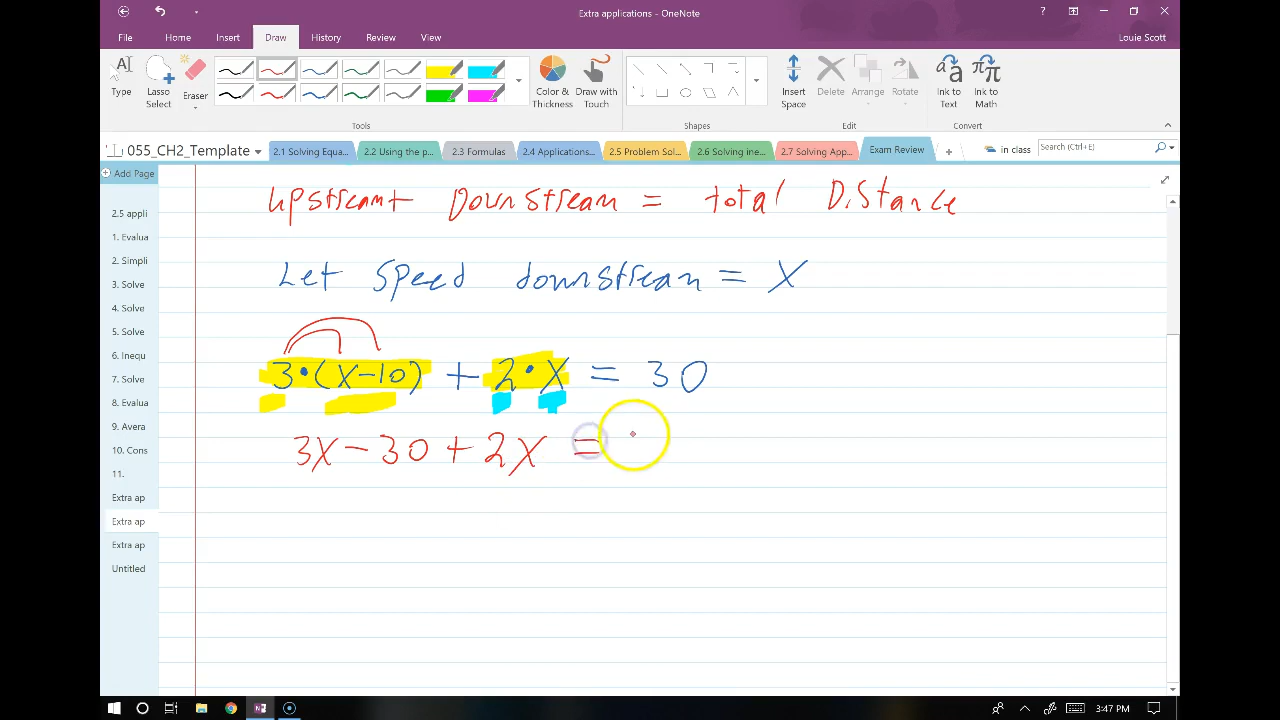 Extra applications - OneNote
Louie Scott
File Home Insert Draw History Review View
Type Lasso Select Eraser Color & Thickness Draw with Touch Insert Space Delete Arrange Rotate Ink to Text Ink to Math
Tools Shapes Edit Convert
055_CH2_Template 2.1 Solving Equa... 2.2 Using the p... 2.3 Formulas 2.4 Applications... 2.5 Problem Sol... 2.6 Solving ine... 2.7 Solving App... Exam Review in class Search (Ctrl+E)
Add Page
2.5 appli
1. Evalua
2. Simpli
3. Solve
4. Solve
5. Solve
6. Inequ
7. Solve
8. Evalua
9. Avera
10. Cons
11.
Extra ap
Extra ap
Extra ap
Untitled
Upstream + Downstream = total Distance
Let speed downstream = X
3•(X-10) + 2•X = 30
3X - 30 + 2X =
3:47 PM